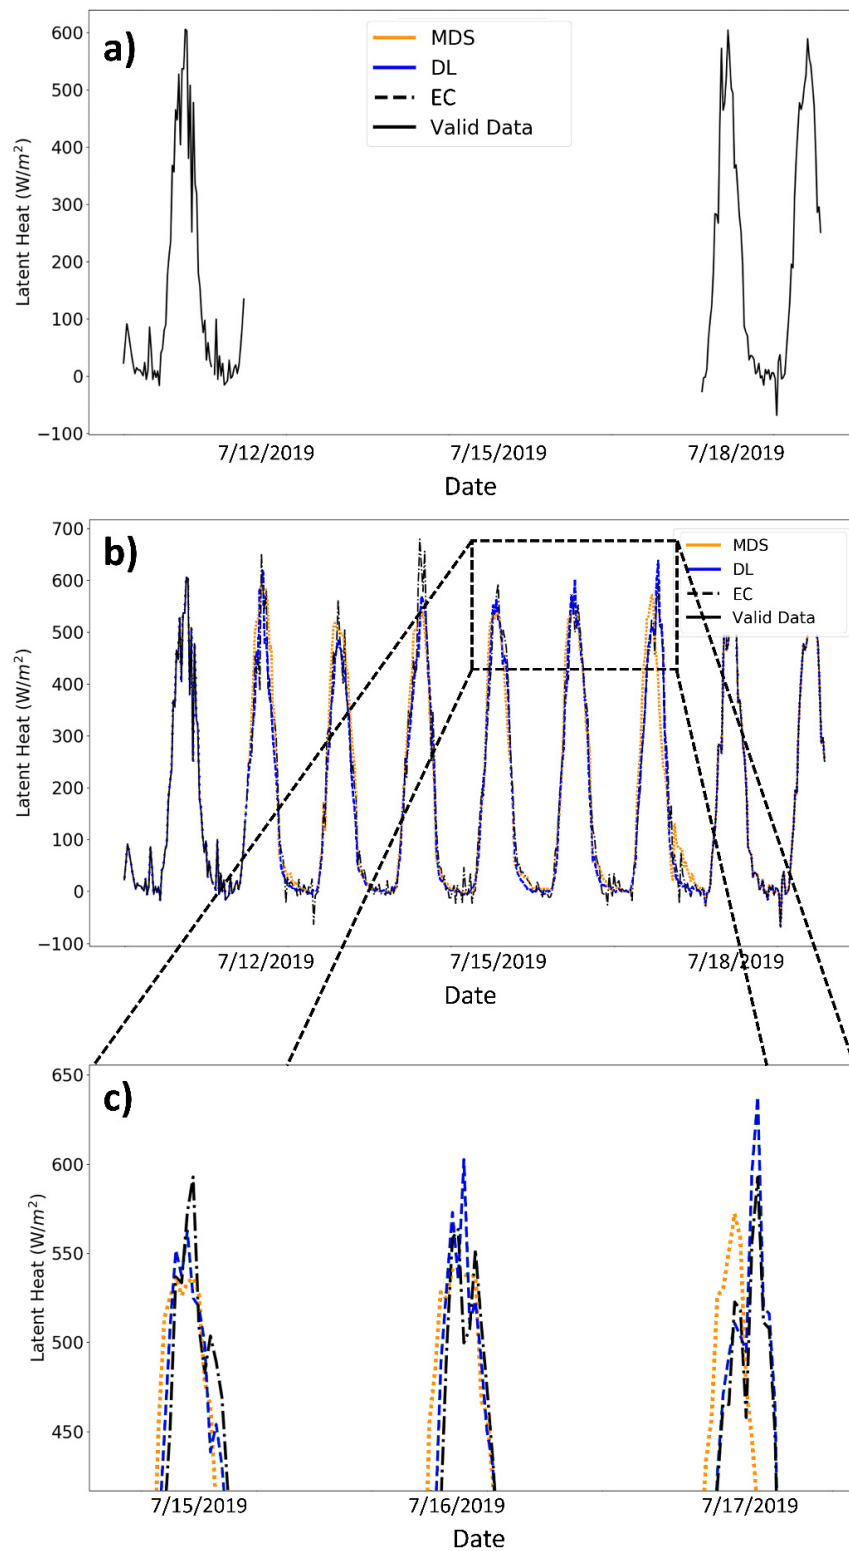 a)
MDS
DL
EC
Valid Data
600
500
400
300
200
100
0
−100
Latent Heat (W/m²)
7/12/2019 7/15/2019 7/18/2019
Date
b)
MDS
DL
EC
Valid Data
700
600
500
400
300
200
100
0
−100
Latent Heat (W/m²)
7/12/2019 7/15/2019 7/18/2019
Date
c)
650
600
550
500
450
Latent Heat (W/m²)
7/15/2019 7/16/2019 7/17/2019
Date